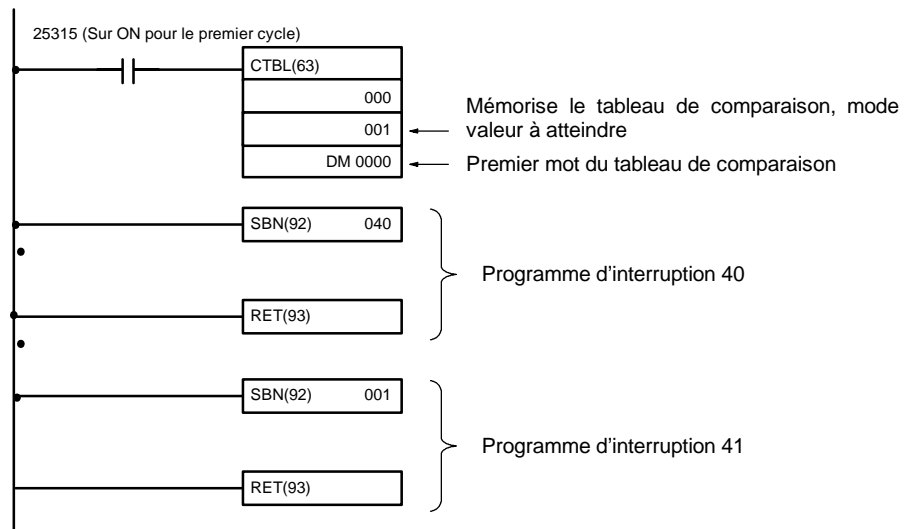 25315 (Sur ON pour le premier cycle)
CTBL(63)
000
001
DM 0000
Mémorise le tableau de comparaison, mode
valeur à atteindre
Premier mot du tableau de comparaison
SBN(92) 040
Programme d'interruption 40
RET(93)
SBN(92) 001
Programme d'interruption 41
RET(93)